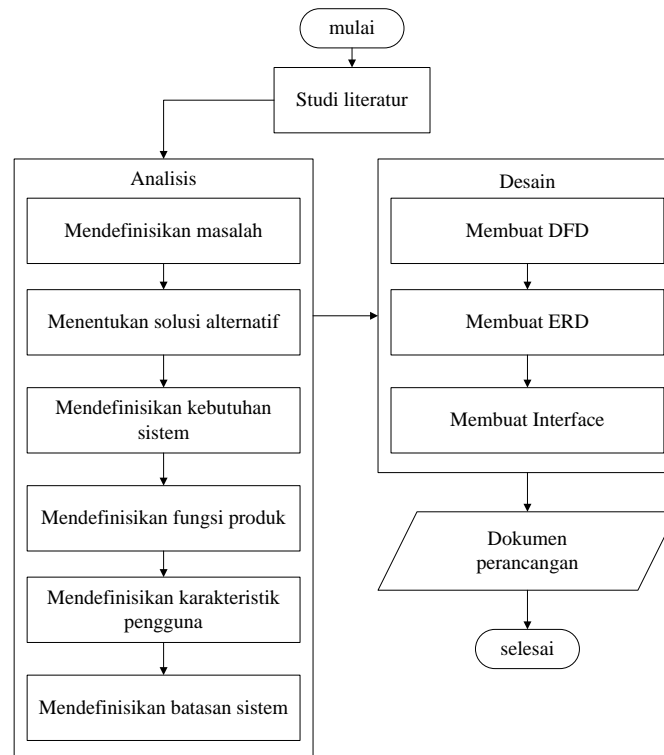 mulai
Studi literatur
Analisis
Mendefinisikan masalah
Menentukan solusi alternatif
Mendefinisikan kebutuhan
sistem
Mendefinisikan fungsi produk
Mendefinisikan karakteristik
pengguna
Mendefinisikan batasan sistem
Desain
Membuat DFD
Membuat ERD
Membuat Interface
Dokumen
perancangan
selesai